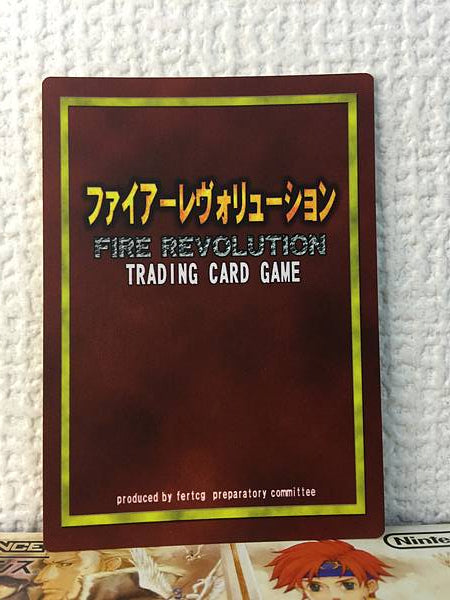 ファイアーレヴォリューション
FIRE REVOLUTION
TRADING CARD GAME
produced by fertcg preparatory committee